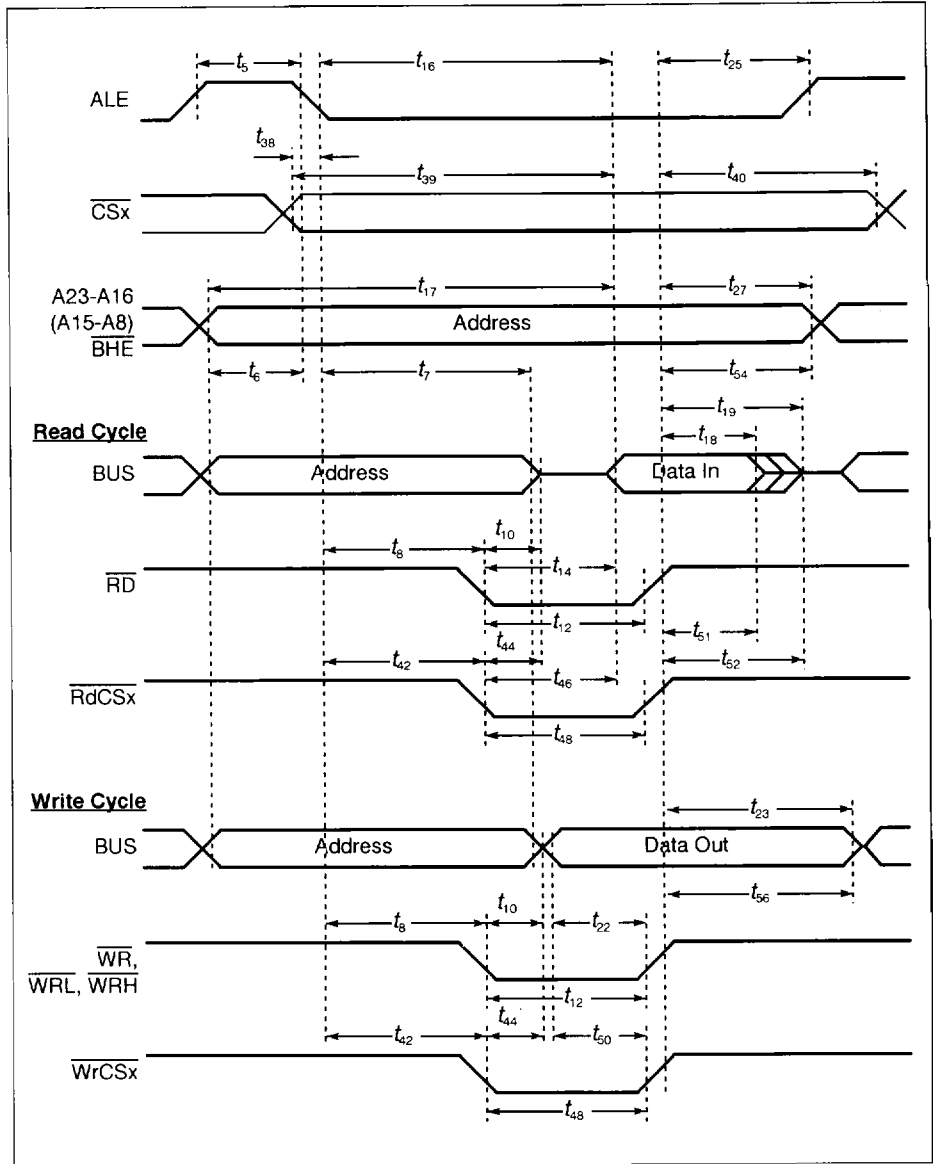 t5
t16
t25
ALE
t38
t39
t40
CSx
t17
t27
A23-A16
(A15-A8)
BHE
Address
t6
t7
t54
t19
t18
Read Cycle
BUS
Address
Data In
t10
t8
t14
RD
t12
t51
t44
t42
t52
t46
RdCSx
t48
Write Cycle
t23
BUS
Address
Data Out
t56
t10
t8
t22
WR,
WRL, WRH
t12
t44
t42
t50
WrCSx
t48